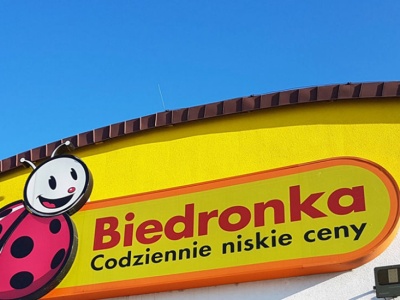 Biedronka
Codziennie niskie ceny